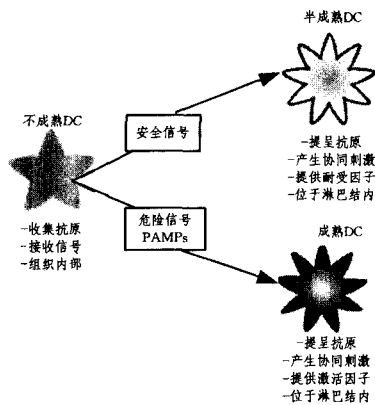 半成熟DC
-提呈抗原
-产生协同刺激
-提供耐受因子
-位于淋巴结内
不成熟DC
-收集抗原
-接收信号
-组织内部
安全信号
危险信号
PAMPs
成熟DC
-提呈抗原
-产生协同刺激
-提供激活因子
-位于淋巴结内